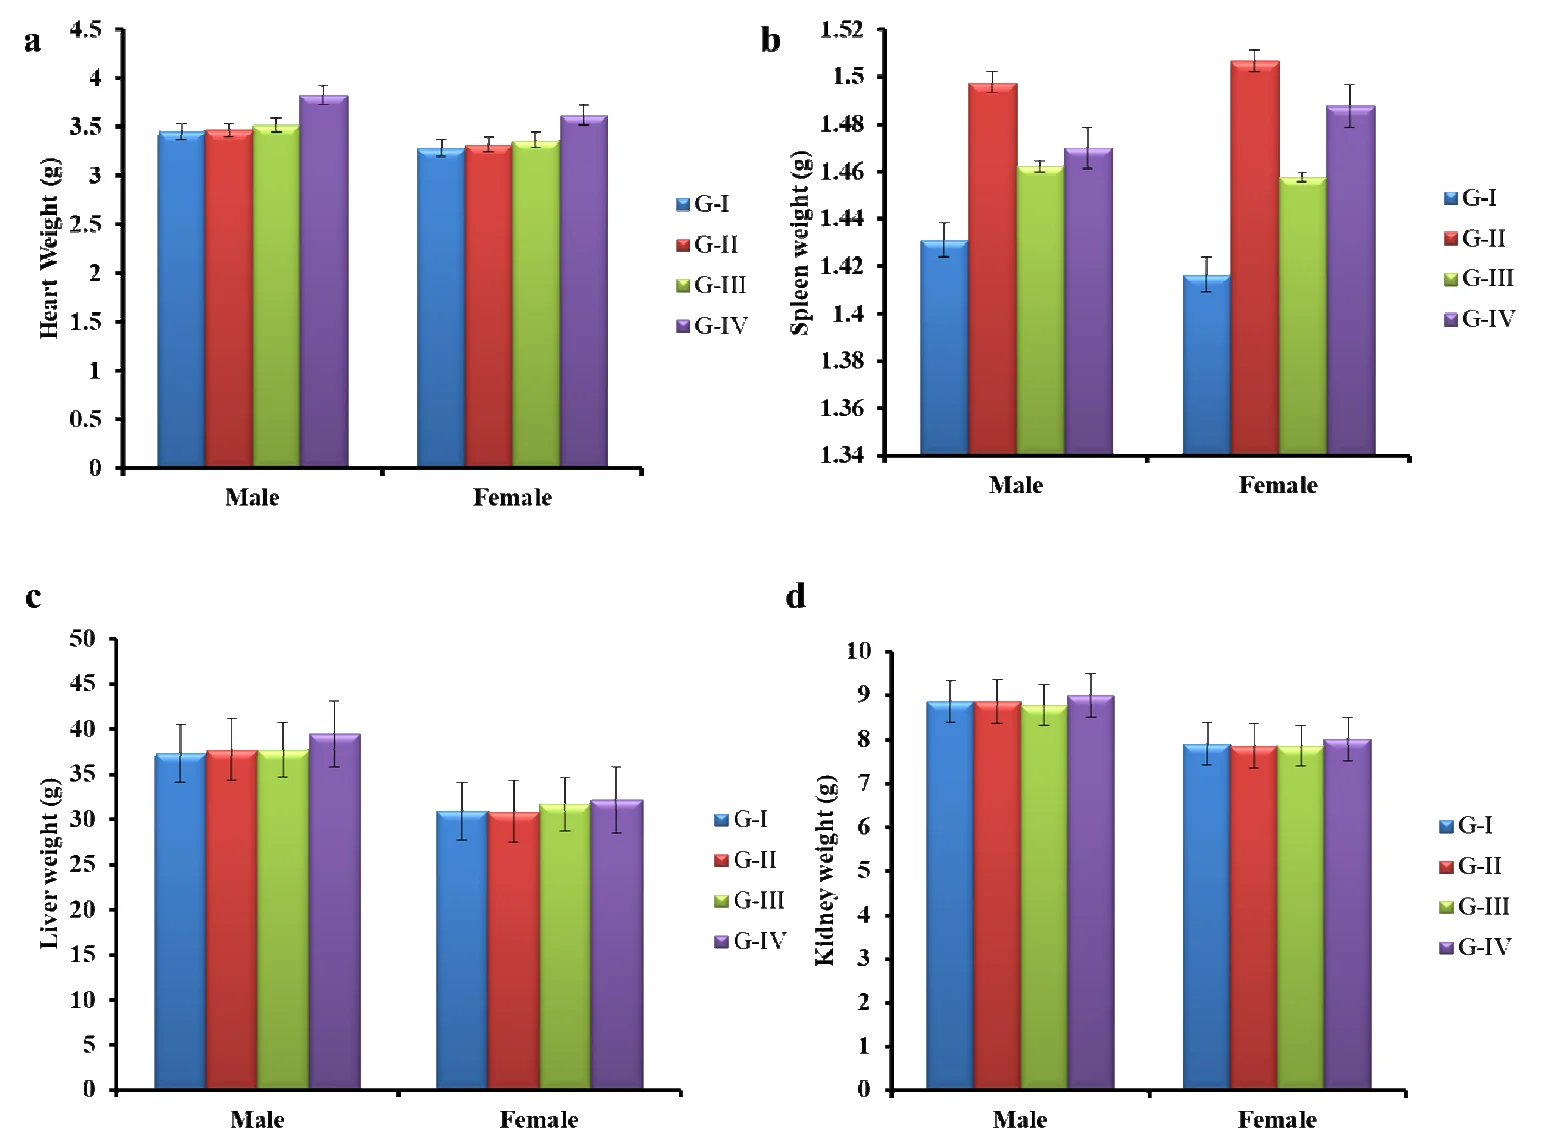 a
Heart Weight (g)
4.5
4
3.5
3
2.5
2
1.5
1
0.5
0
Male Female
G-I
G-II
G-III
G-IV
b
Spleen weight (g)
1.52
1.5
1.48
1.46
1.44
1.42
1.4
1.38
1.36
1.34
Male Female
G-I
G-II
G-III
G-IV
c
Liver weight (g)
50
45
40
35
30
25
20
15
10
5
0
Male Female
G-I
G-II
G-III
G-IV
d
Kidney weight (g)
10
9
8
7
6
5
4
3
2
1
0
Male Female
G-I
G-II
G-III
G-IV